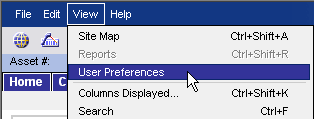 File Edit View Help
Site Map Ctrl+Shift+A
Reports Ctrl+Shift+R
Asset #:
User Preferences
Home C
Columns Displayed... Ctrl+Shift+K
Search Ctrl+F